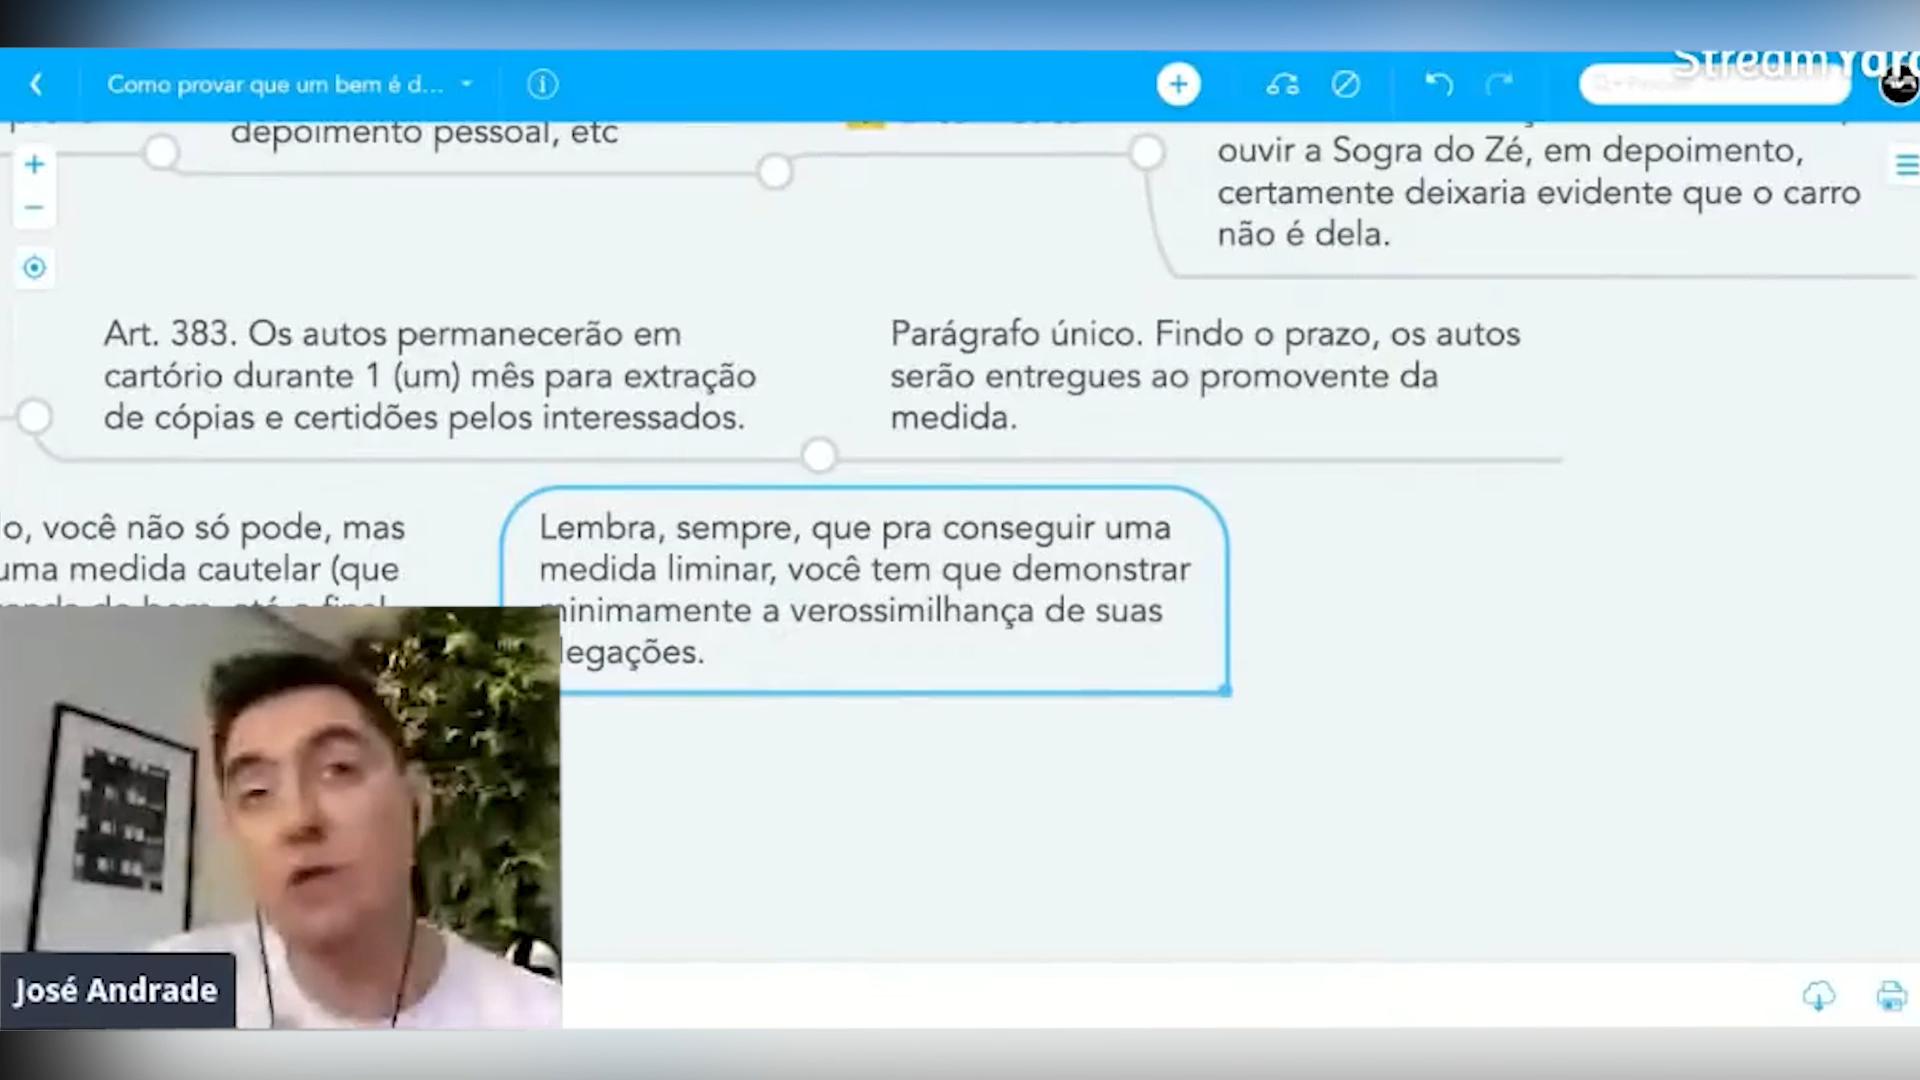 StreamYard
Como provar que um bem é d...
depoimento pessoal, etc
ouvir a Sogra do Zé, em depoimento,
certamente deixaria evidente que o carro
não é dela.
Art. 383. Os autos permanecerão em
cartório durante 1 (um) mês para extração
de cópias e certidões pelos interessados.
Parágrafo único. Findo o prazo, os autos
serão entregues ao promovente da
medida.
o, você não só pode, mas
uma medida cautelar (que
Lembra, sempre, que pra conseguir uma
medida liminar, você tem que demonstrar
minimamente a verossimilhança de suas
legações.
José Andrade